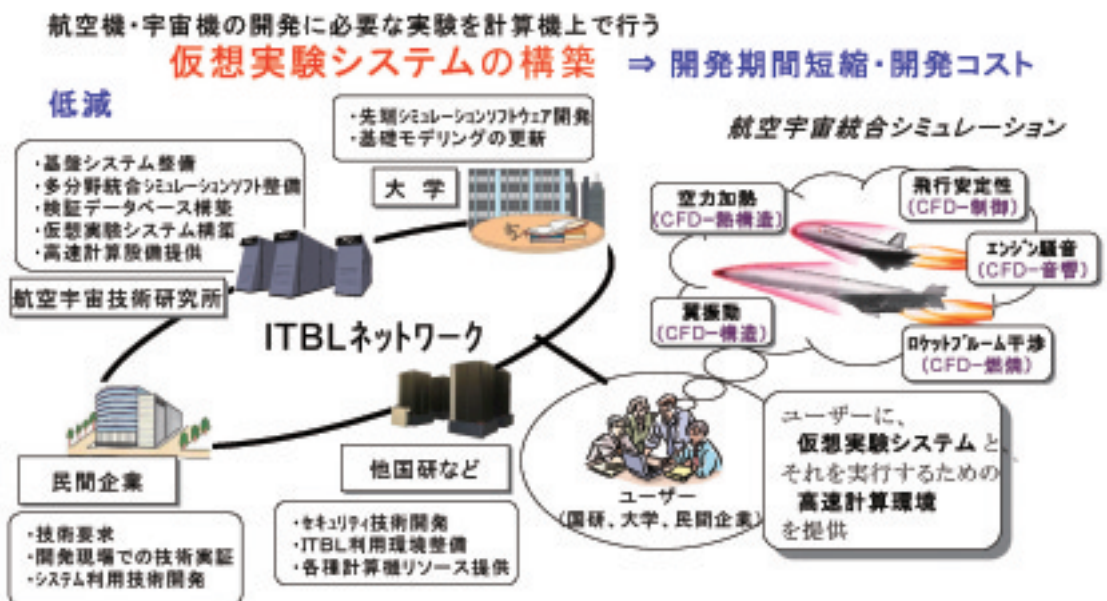 航空機・宇宙機の開発に必要な実験を計算機上で行う
仮想実験システムの構築 ⇒ 開発期間短縮・開発コスト
低減
・基盤システム整備
・多分野統合シミュレーションソフト整備
・検証データベース構築
・仮想実験システム構築
・高速計算設備提供
航空宇宙技術研究所
・先端シミュレーションソフトウェア開発
・基礎モデリングの更新
大学
航空宇宙統合シミュレーション
空力加熱
(CFD-熱構造)
飛行安定性
(CFD-制御)
エンジン騒音
(CFD-音響)
翼振動
(CFD-構造)
ロケットプルーム干渉
(CFD-燃焼)
ITBLネットワーク
民間企業
・技術要求
・開発現場での技術実証
・システム利用技術開発
他国研など
・セキュリティ技術開発
・ITBL利用環境整備
・各種計算機リソース提供
ユーザー
(国研、大学、民間企業)
ユーザーに、
仮想実験システムと、
それを実行するための
高速計算環境
を提供